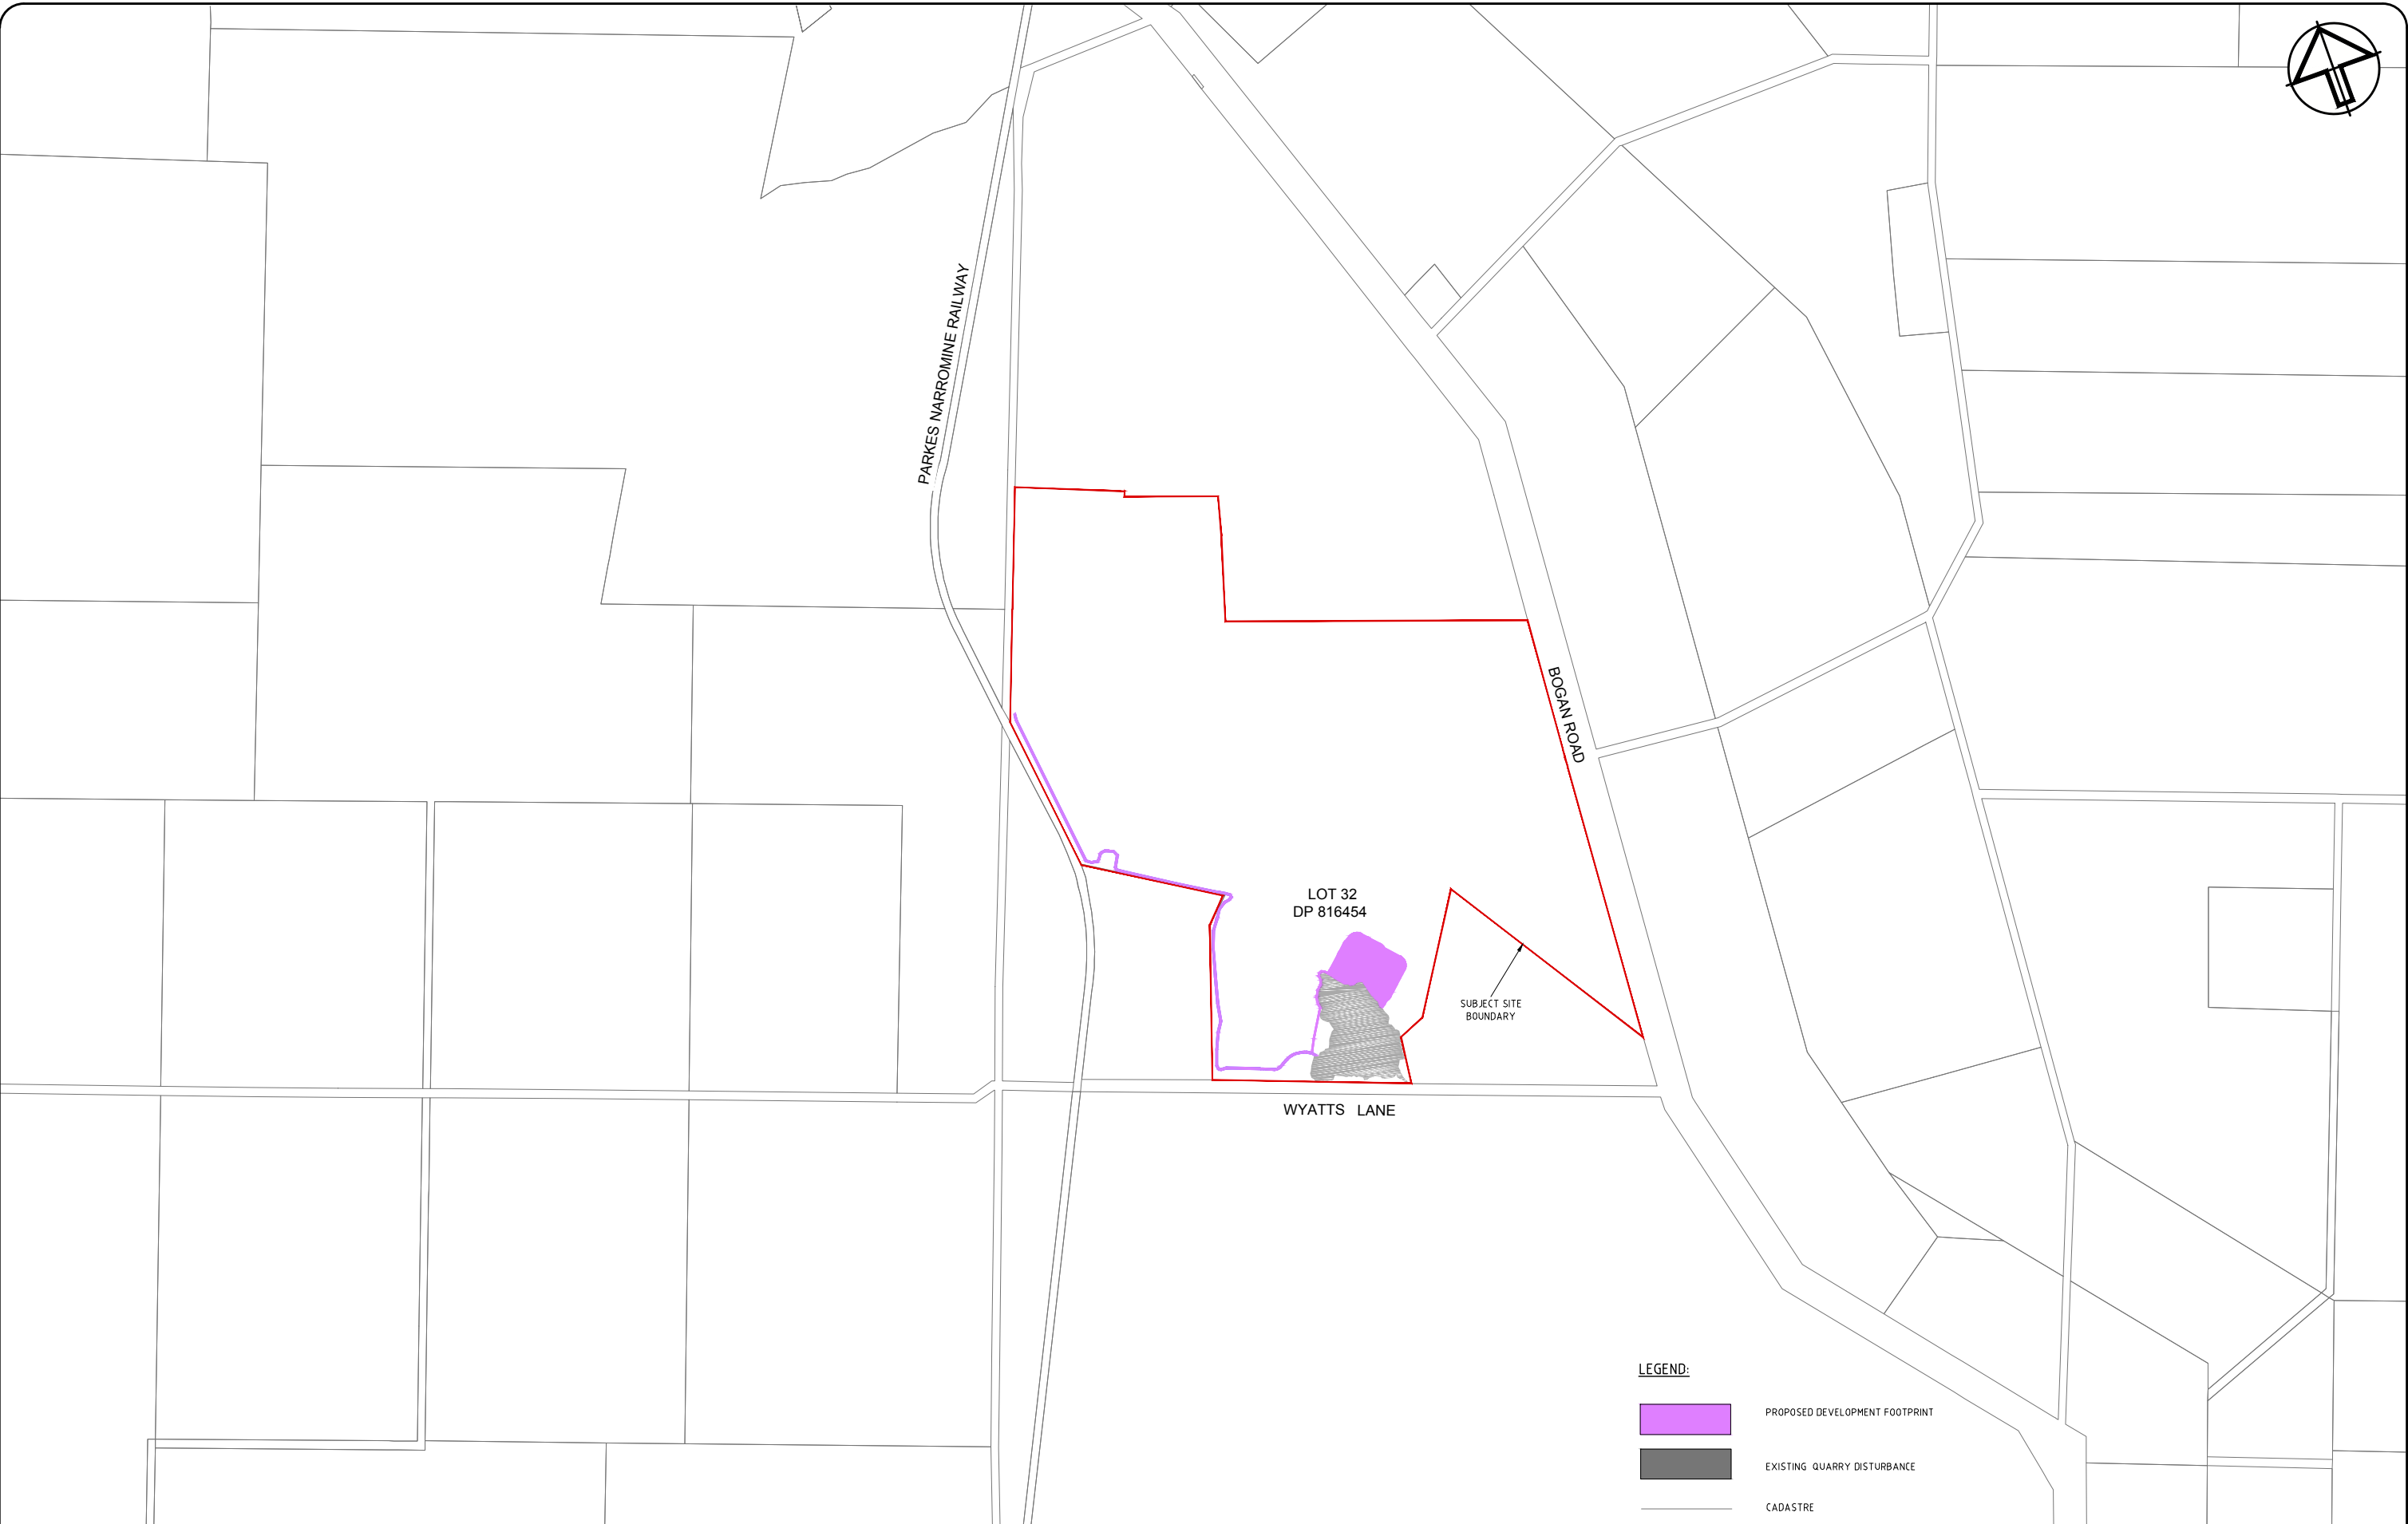 PARKES NARROMINE RAILWAY
BOGAN ROAD
LOT 32
DP 816454
SUBJECT SITE
BOUNDARY
WYATTS LANE
LEGEND:
PROPOSED DEVELOPMENT FOOTPRINT
EXISTING QUARRY DISTURBANCE
CADASTRE